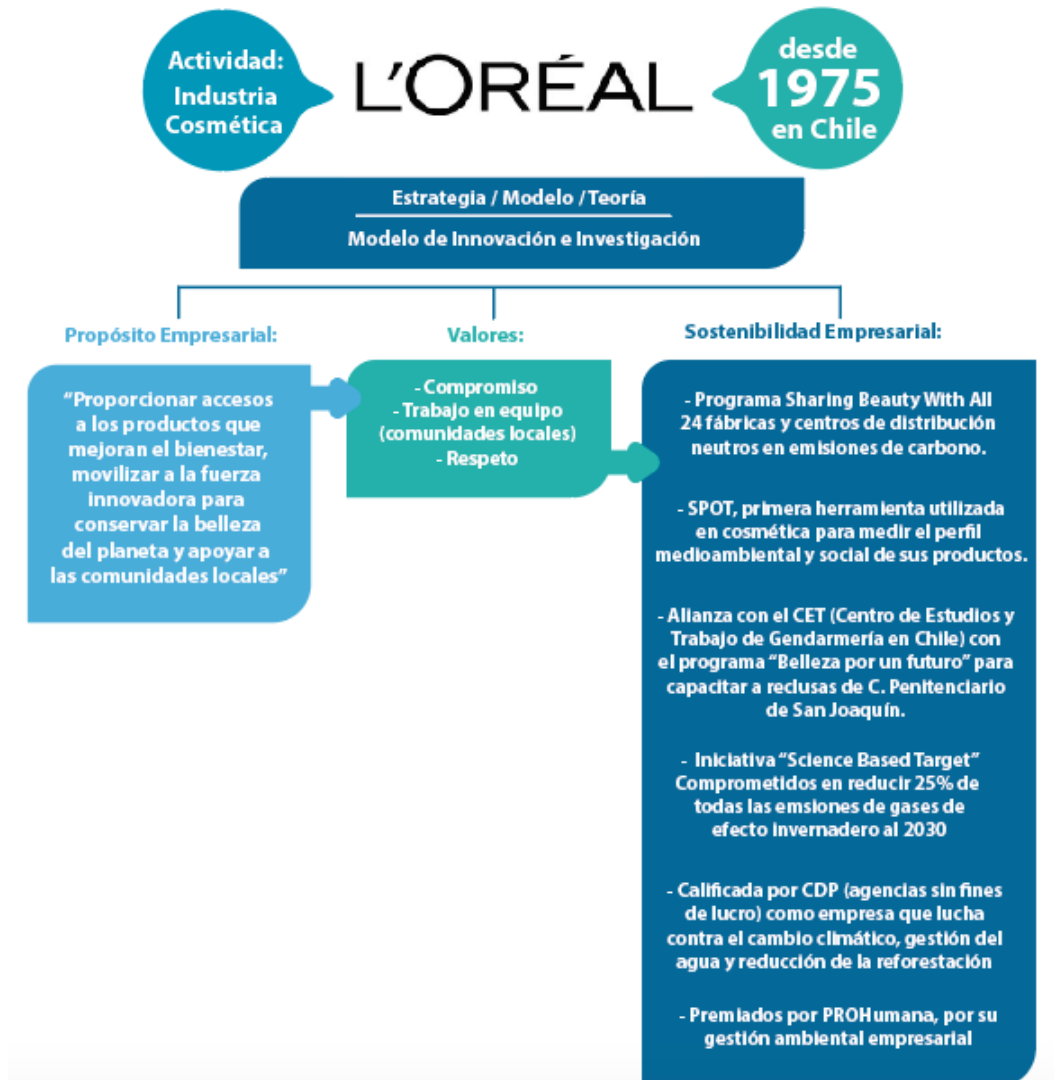 Actividad:
Industria
Cosmética
L'ORÉAL
desde
1975
en Chile
Estrategia / Modelo / Teoría
Modelo de Innovación e Investigación
Propósito Empresarial:
"Proporcionar accesos
a los productos que
mejoran el bienestar,
movilizar a la fuerza
innovadora para
conservar la belleza
del planeta y apoyar a
las comunidades locales"
Valores:
- Compromiso
- Trabajo en equipo
(comunidades locales)
- Respeto
Sostenibilidad Empresarial:
- Programa Sharing Beauty With All
24 fábricas y centros de distribución
neutros en emisiones de carbono.
- SPOT, primera herramienta utilizada
en cosmética para medir el perfil
medioambiental y social de sus productos.
- Alianza con el CET (Centro de Estudios y
Trabajo de Gendarmería en Chile) con
el programa "Belleza por un futuro" para
capacitar a reclusas de C. Penitenciario
de San Joaquín.
- Iniciativa "Science Based Target"
Comprometidos en reducir 25% de
todas las emsiones de gases de
efecto invernadero al 2030
- Calificada por CDP (agencias sin fines
de lucro) como empresa que lucha
contra el cambio climático, gestión del
agua y reducción de la reforestación
- Premiados por PROHumana, por su
gestión ambiental empresarial